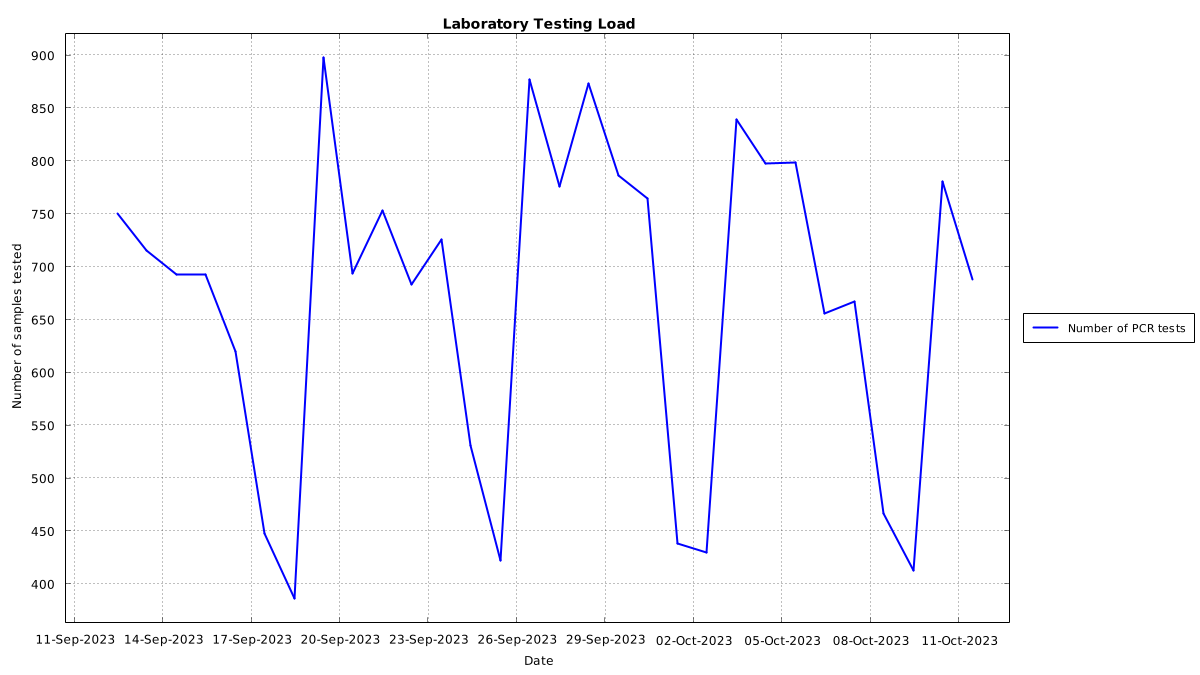 Laboratory Testing Load
Number of samples tested
900
850
800
750
700
650
600
550
500
450
400
11-Sep-2023 14-Sep-2023 17-Sep-2023 20-Sep-2023 23-Sep-2023 26-Sep-2023 29-Sep-2023 02-Oct-2023 05-Oct-2023 08-Oct-2023 11-Oct-2023
Date
Number of PCR tests